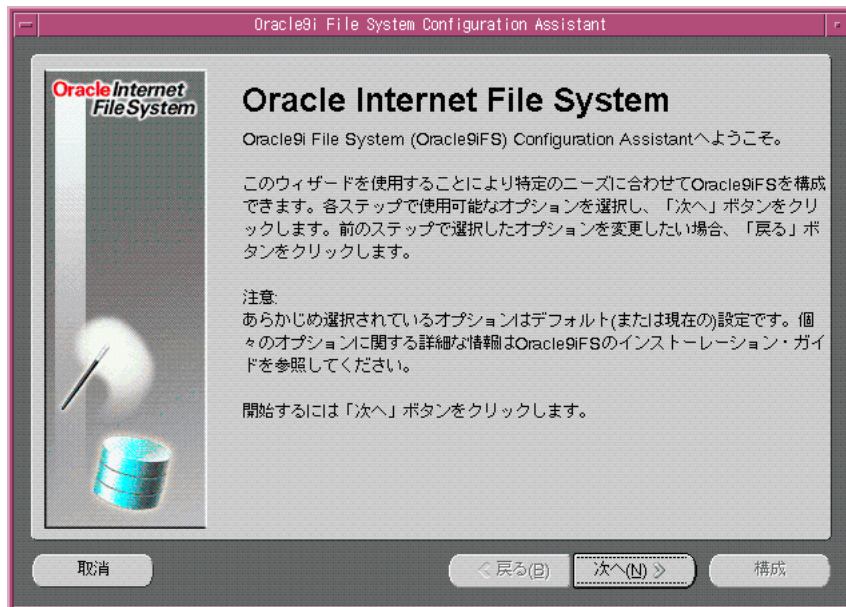 Oracle9i File System Configuration Assistant
Oracle Internet
File System
Oracle Internet File System
Oracle9i File System (Oracle9iFS) Configuration Assistantへようこそ。
このウィザードを使用することにより特定のニーズに合わせてOracle9iFSを構成
できます。各ステップで使用可能なオプションを選択し、「次へ」ボタンをクリ
ックします。前のステップで選択したオプションを変更したい場合、「戻る」ボ
タンをクリックします。
注意:
あらかじめ選択されているオプションはデフォルト(または現在の)設定です。個
々のオプションに関する詳細な情報はOracle9iFSのインストーレーション・ガイ
ドを参照してください。
開始するには「次へ」ボタンをクリックします。
取消
戻る(B)
次へ(N)
構成